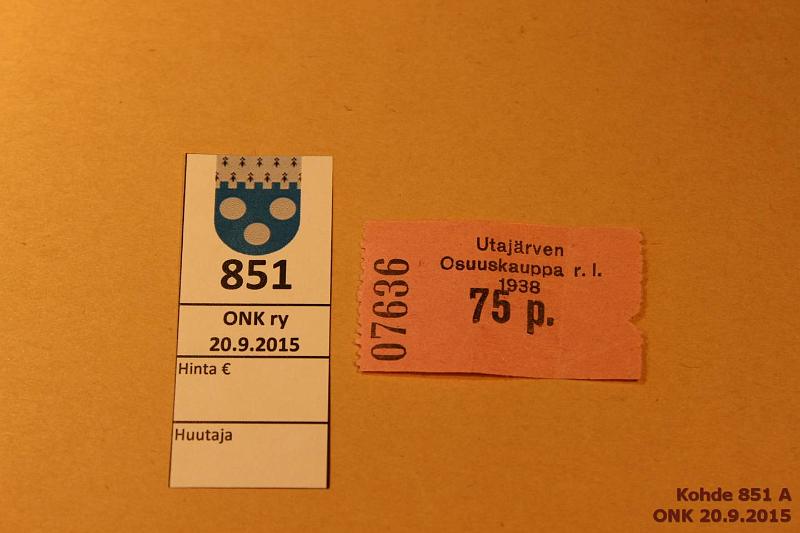 851
ONK ry
20.9.2015
Hinta €
Huutaja
07636
Utajärven
Osuuskauppa r. l.
1938
75 p.
Kohde 851 A
ONK 20.9.2015